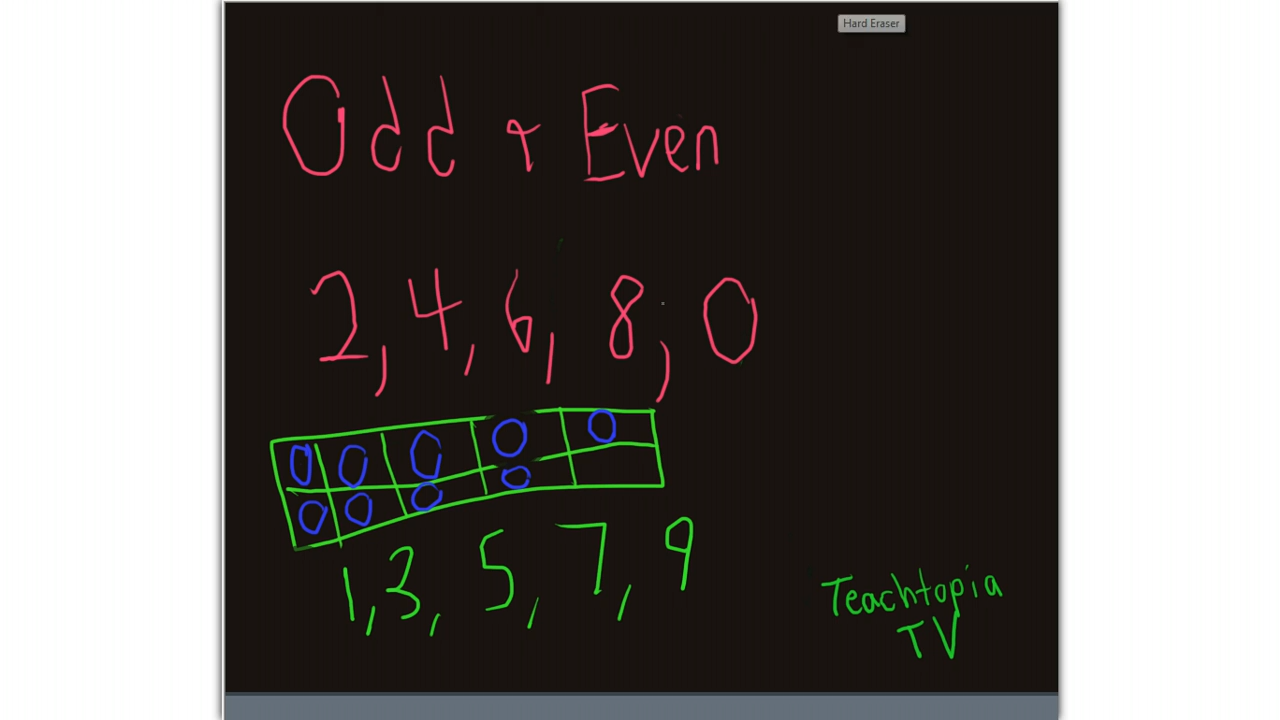 Hard Eraser
Odd & Even
2, 4, 6, 8, 0
1, 3, 5, 7, 9
Teachtopia
TV